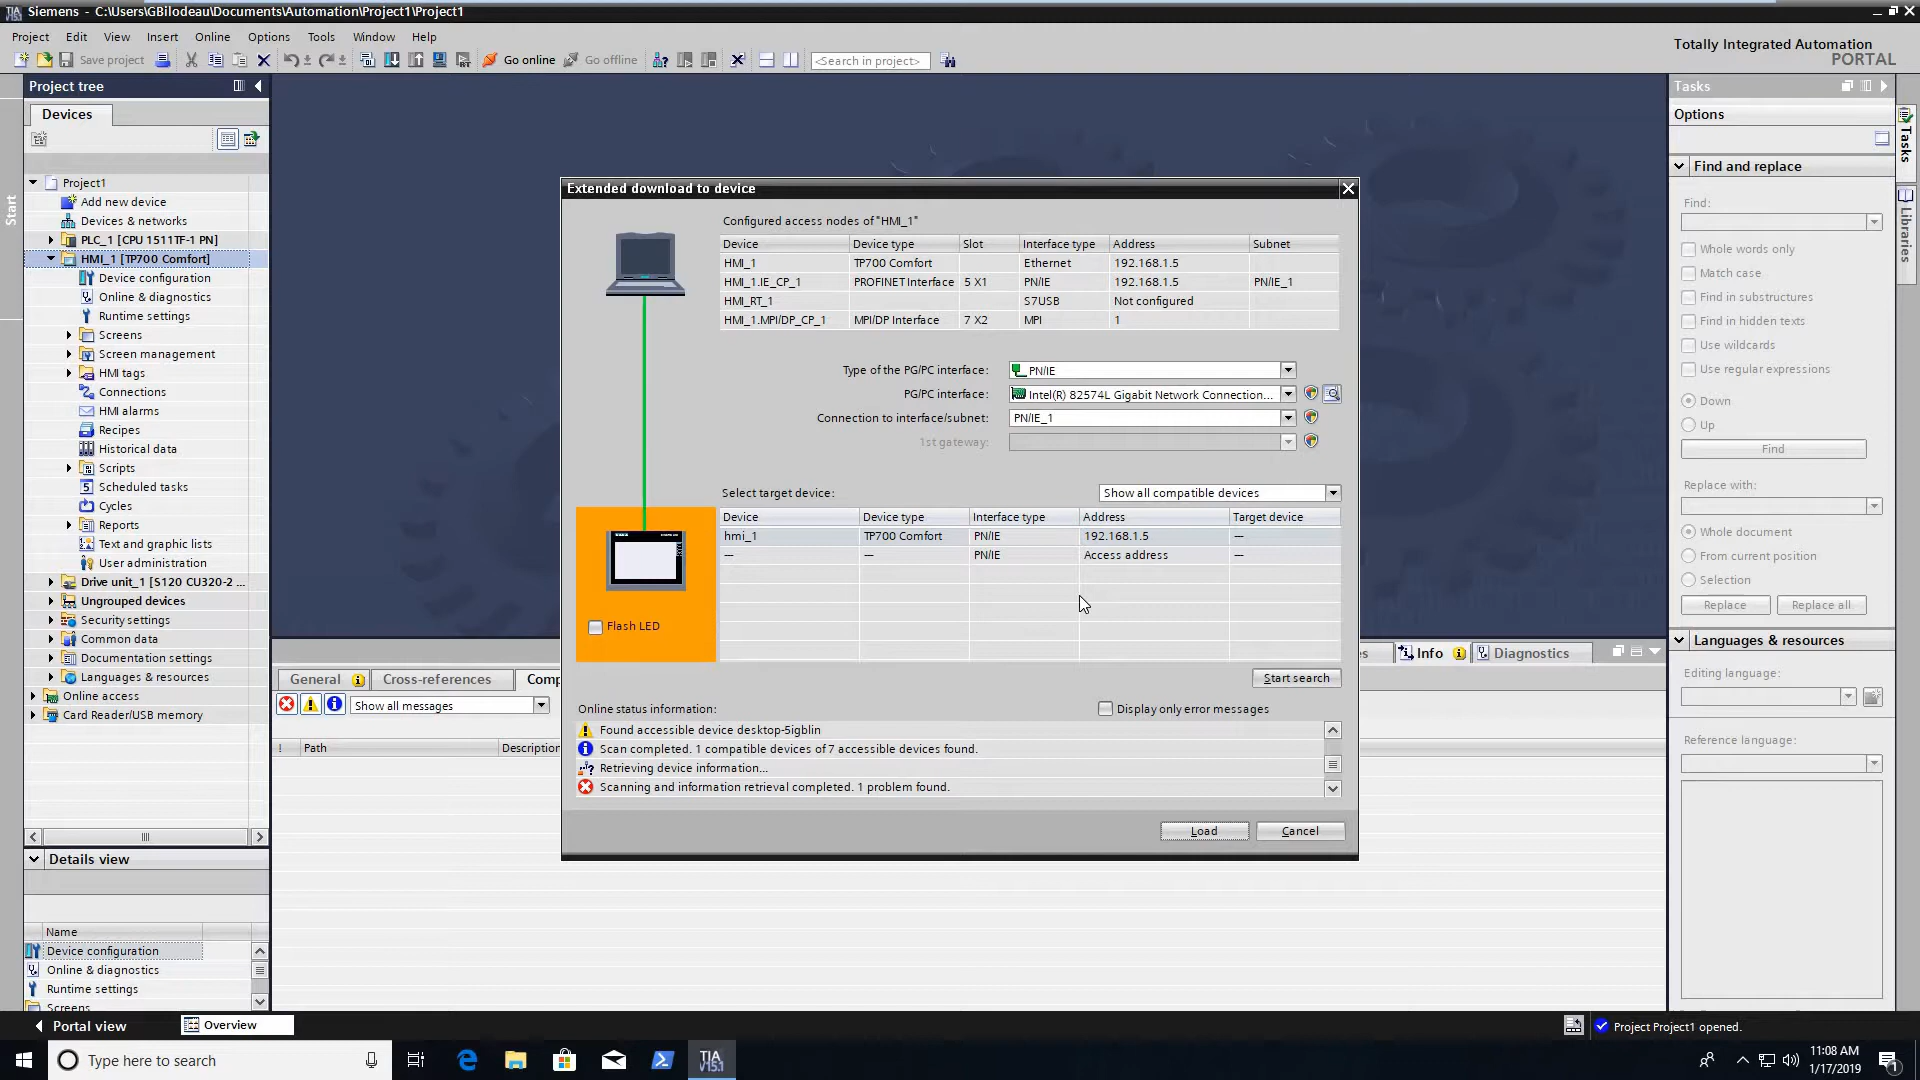 Siemens - C:\Users\GBilodeau\Documents\Automation\Project1\Project1
Project Edit View Insert Online Options Tools Window Help
Save project Go online Go offline <Search in project>
Totally Integrated Automation
PORTAL
Start
Project tree
Devices
Project1
Add new device
Devices & networks
PLC_1 [CPU 1511TF-1 PN]
HMI_1 [TP700 Comfort]
Device configuration
Online & diagnostics
Runtime settings
Screens
Screen management
HMI tags
Connections
HMI alarms
Recipes
Historical data
Scripts
Scheduled tasks
Cycles
Reports
Text and graphic lists
User administration
Drive unit_1 [S120 CU320-2 ...
Ungrouped devices
Security settings
Common data
Documentation settings
Languages & resources
Online access
Card Reader/USB memory
Details view
Name
Device configuration
Online & diagnostics
Runtime settings
Screens
Extended download to device
Configured access nodes of "HMI_1"
Device Device type Slot Interface type Address Subnet
HMI_1 TP700 Comfort Ethernet 192.168.1.5
HMI_1.IE_CP_1 PROFINET Interface 5 X1 PN/IE 192.168.1.5 PN/IE_1
HMI_RT_1 S7USB Not configured
HMI_1.MPI/DP_CP_1 MPI/DP Interface 7 X2 MPI 1
Type of the PG/PC interface: PN/IE
PG/PC interface: Intel(R) 82574L Gigabit Network Connection...
Connection to interface/subnet: PN/IE_1
1st gateway:
Select target device: Show all compatible devices
Device Device type Interface type Address Target device
hmi_1 TP700 Comfort PN/IE 192.168.1.5 —
— — PN/IE Access address —
Flash LED
Start search
Online status information: Display only error messages
Found accessible device desktop-5igblin
Scan completed. 1 compatible devices of 7 accessible devices found.
Retrieving device information...
Scanning and information retrieval completed. 1 problem found.
Load Cancel
General Cross-references Comp
Show all messages
Path Description
Info Diagnostics
Tasks
Options
Find and replace
Find:
Whole words only
Match case
Find in substructures
Find in hidden texts
Use wildcards
Use regular expressions
Down
Up
Find
Replace with:
Whole document
From current position
Selection
Replace Replace all
Languages & resources
Editing language:
Reference language:
Tasks
Libraries
Portal view Overview
Project Project1 opened.
Type here to search
TIA
V15.1
11:08 AM
1/17/2019
1